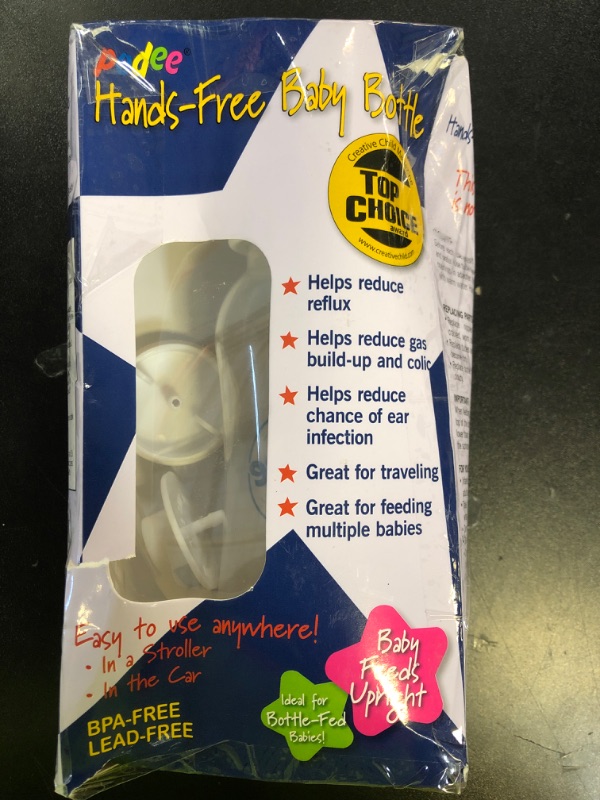 Podee®
Hands-Free Baby Bottle
Creative Child
TOP
CHOICE
award
www.creativechild.com
Helps reduce
reflux
Helps reduce gas
build-up and colic
Helps reduce
chance of ear
infection
Great for traveling
Great for feeding
multiple babies
Easy to use anywhere!
- In a Stroller
- In the Car
BPA-FREE
LEAD-FREE
Ideal for
Bottle-Fed
Babies!
Baby
Feeds
Upright
Hands